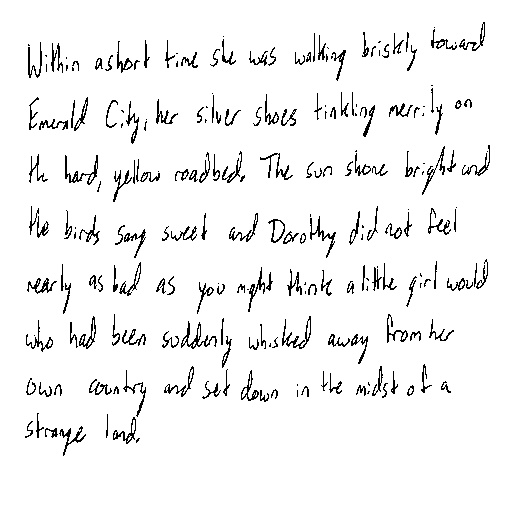 Within a short time she was walking briskly toward
Emerald City, her silver shoes tinkling merrily on
the hard, yellow roadbed. The sun shone bright and
the birds sang sweet and Dorothy did not feel
nearly as bad as you might think a little girl would
who had been suddenly whisked away from her
own country and set down in the midst of a
strange land.